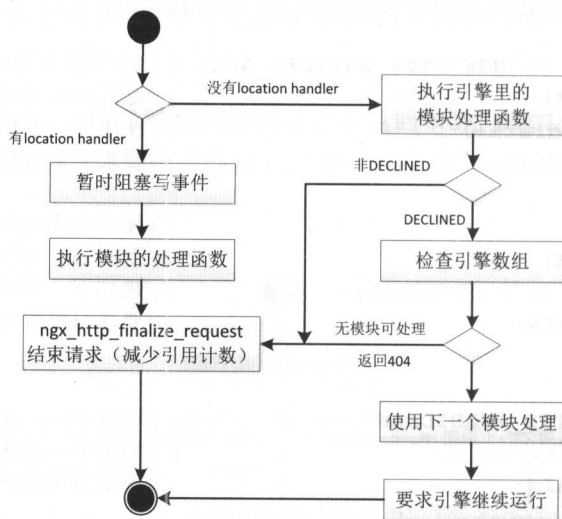 没有location handler
执行引擎里的
模块处理函数
有location handler
非DECLINED
暂时阻塞写事件
DECLINED
执行模块的处理函数
检查引擎数组
ngx_http_finalize_request
结束请求（减少引用计数）
无模块可处理
返回404
使用下一个模块处理
要求引擎继续运行